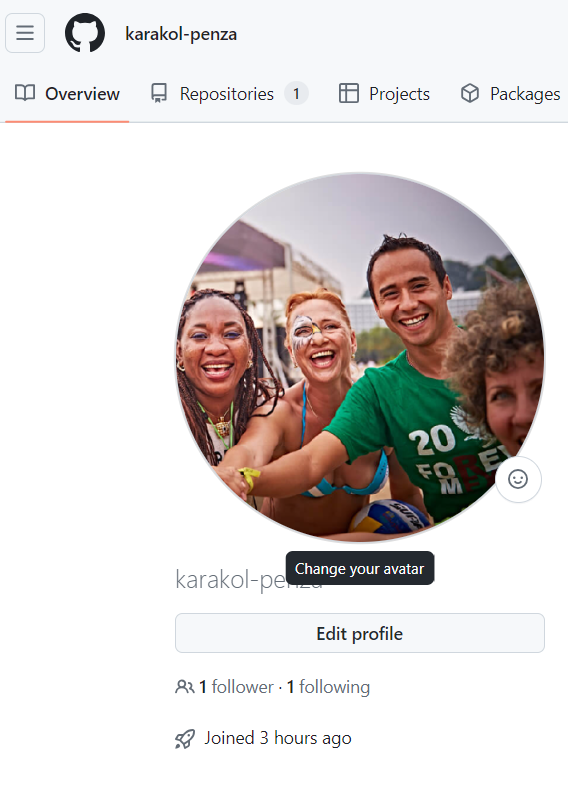 karakol-penza
Overview Repositories 1 Projects Packages
20
FO
M
Change your avatar
karakol-penza
Edit profile
1 follower · 1 following
Joined 3 hours ago